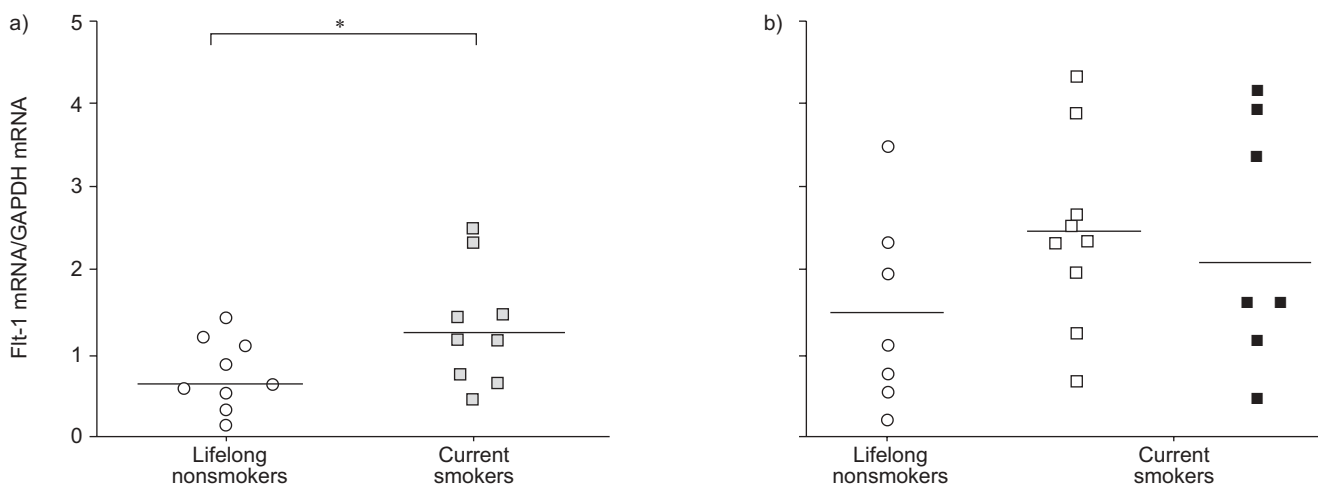 a)
5
4
3
2
1
0
Flt-1 mRNA/GAPDH mRNA
*
Lifelong
nonsmokers
Current
smokers
b)
Lifelong
nonsmokers
Current
smokers